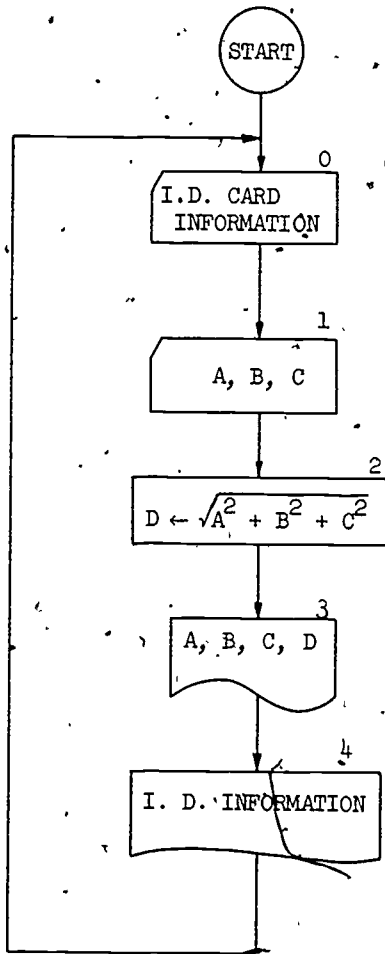 START
0
I.D. CARD
INFORMATION
1
A, B, C
2
D ← √A² + B² + C²
3
A, B, C, D
4
I. D. INFORMATION